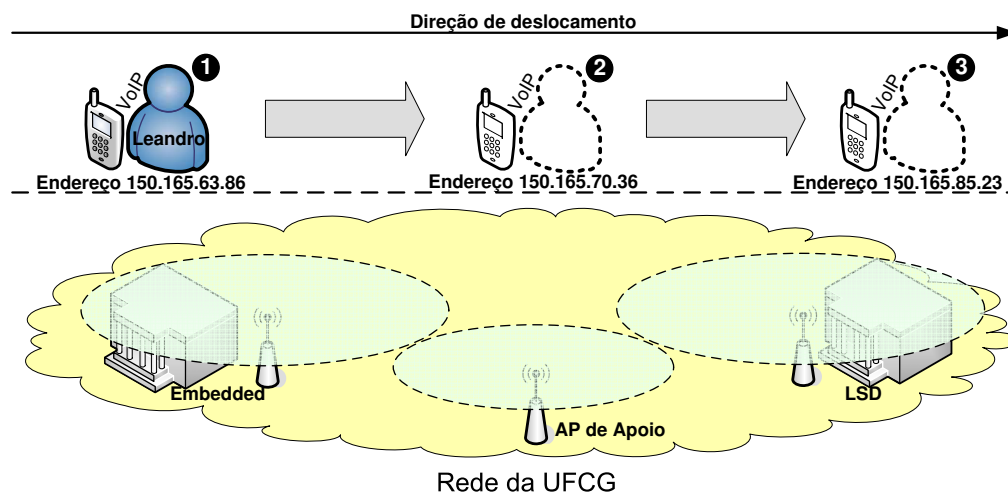 Direção de deslocamento
1
VoIP
Leandro
Endereço 150.165.63.86
2
VoIP
Endereço 150.165.70.36
3
VoIP
Endereço 150.165.85.23
Embedded
AP de Apoio
LSD
Rede da UFCG